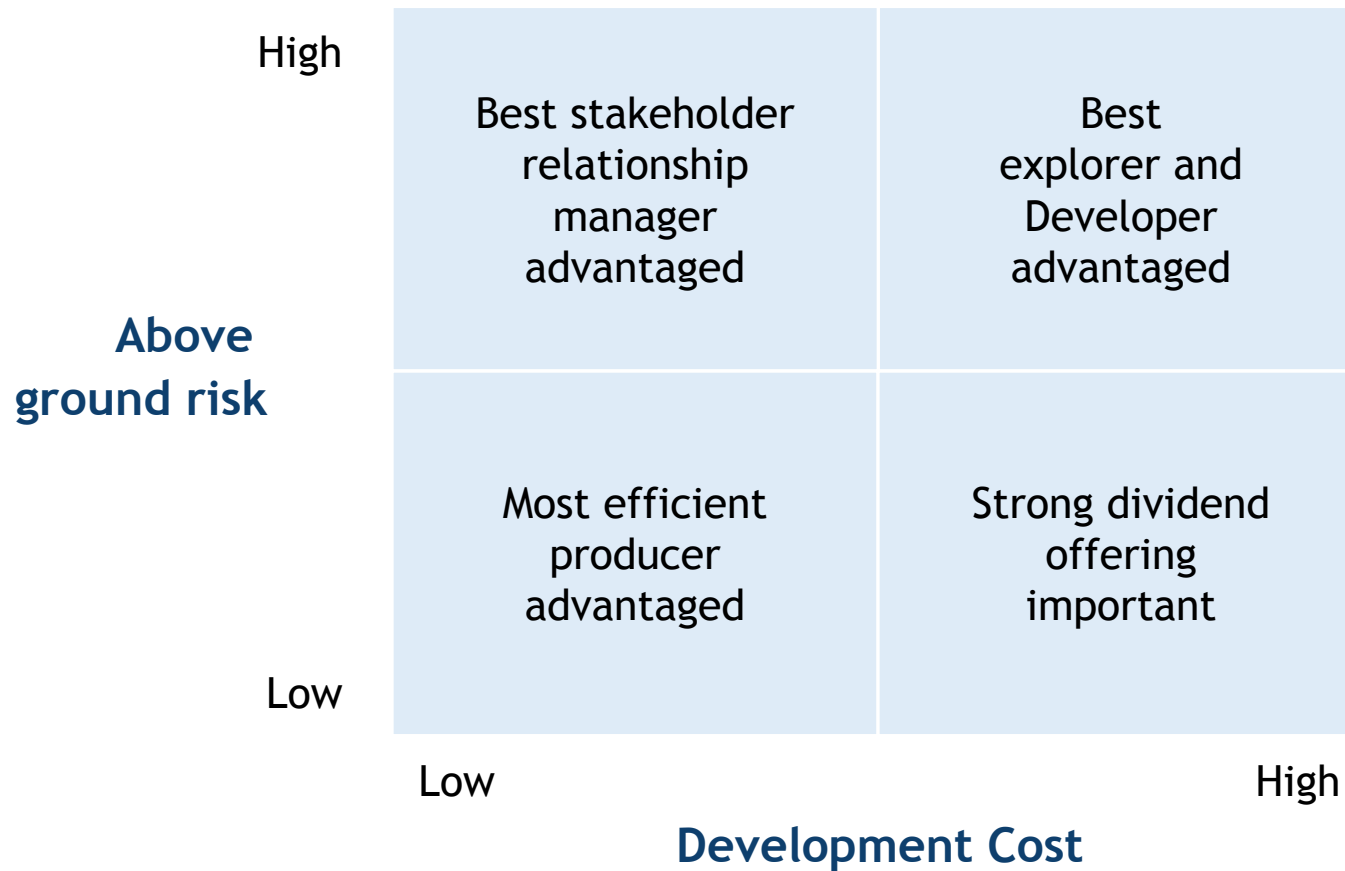 High
Best stakeholder
relationship
manager
advantaged
Best
explorer and
Developer
advantaged
Above
ground risk
Most efficient
producer
advantaged
Strong dividend
offering
important
Low
Low
High
Development Cost